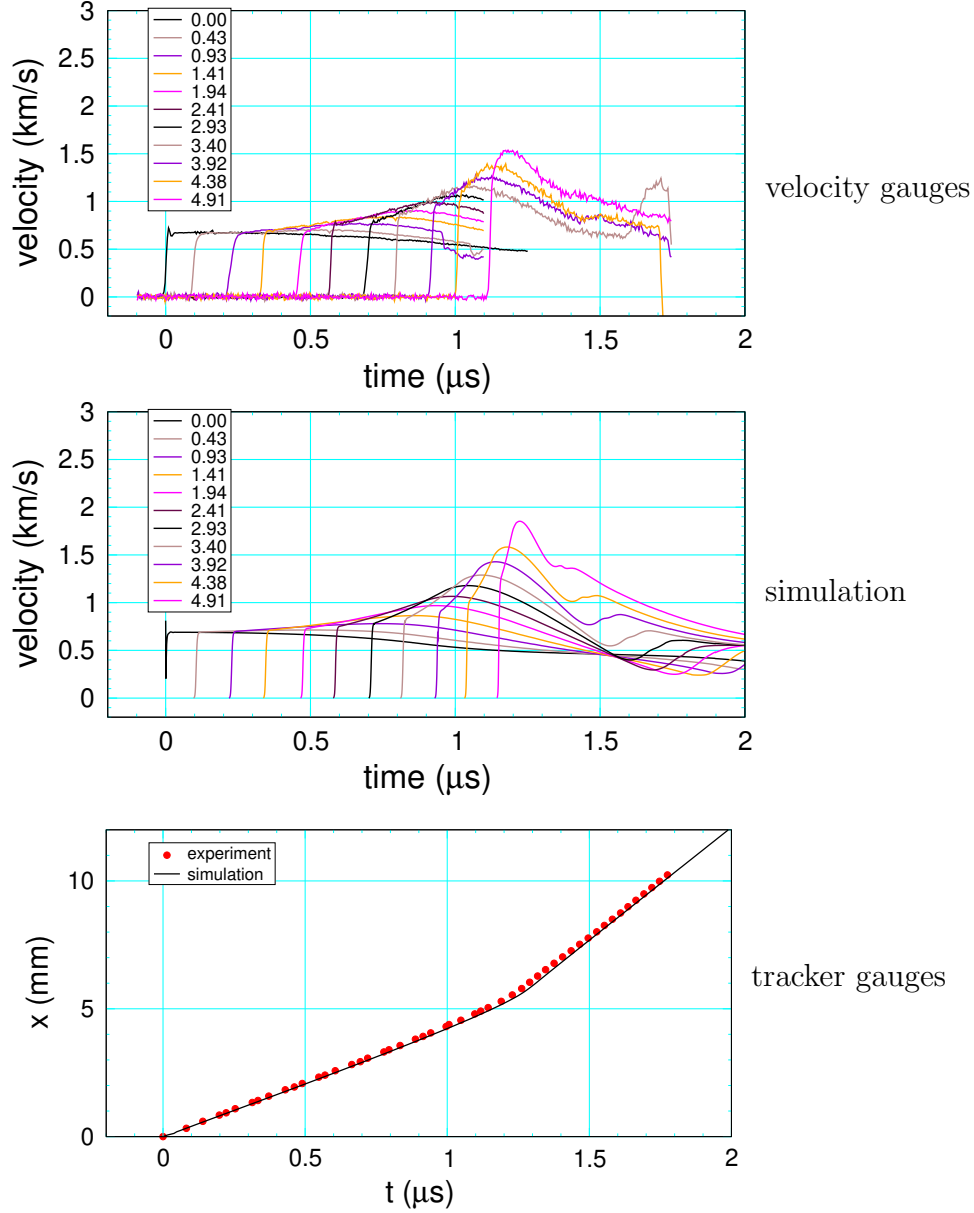 3
2.5
2
1.5
1
0.5
0
velocity (km/s)
0.00
0.43
0.93
1.41
1.94
2.41
2.93
3.40
3.92
4.38
4.91
velocity gauges
0 0.5 1 1.5 2
time (μs)
3
2.5
2
1.5
1
0.5
0
velocity (km/s)
0.00
0.43
0.93
1.41
1.94
2.41
2.93
3.40
3.92
4.38
4.91
simulation
0 0.5 1 1.5 2
time (μs)
10
5
0
x (mm)
experiment
simulation
tracker gauges
0 0.5 1 1.5 2
t (μs)